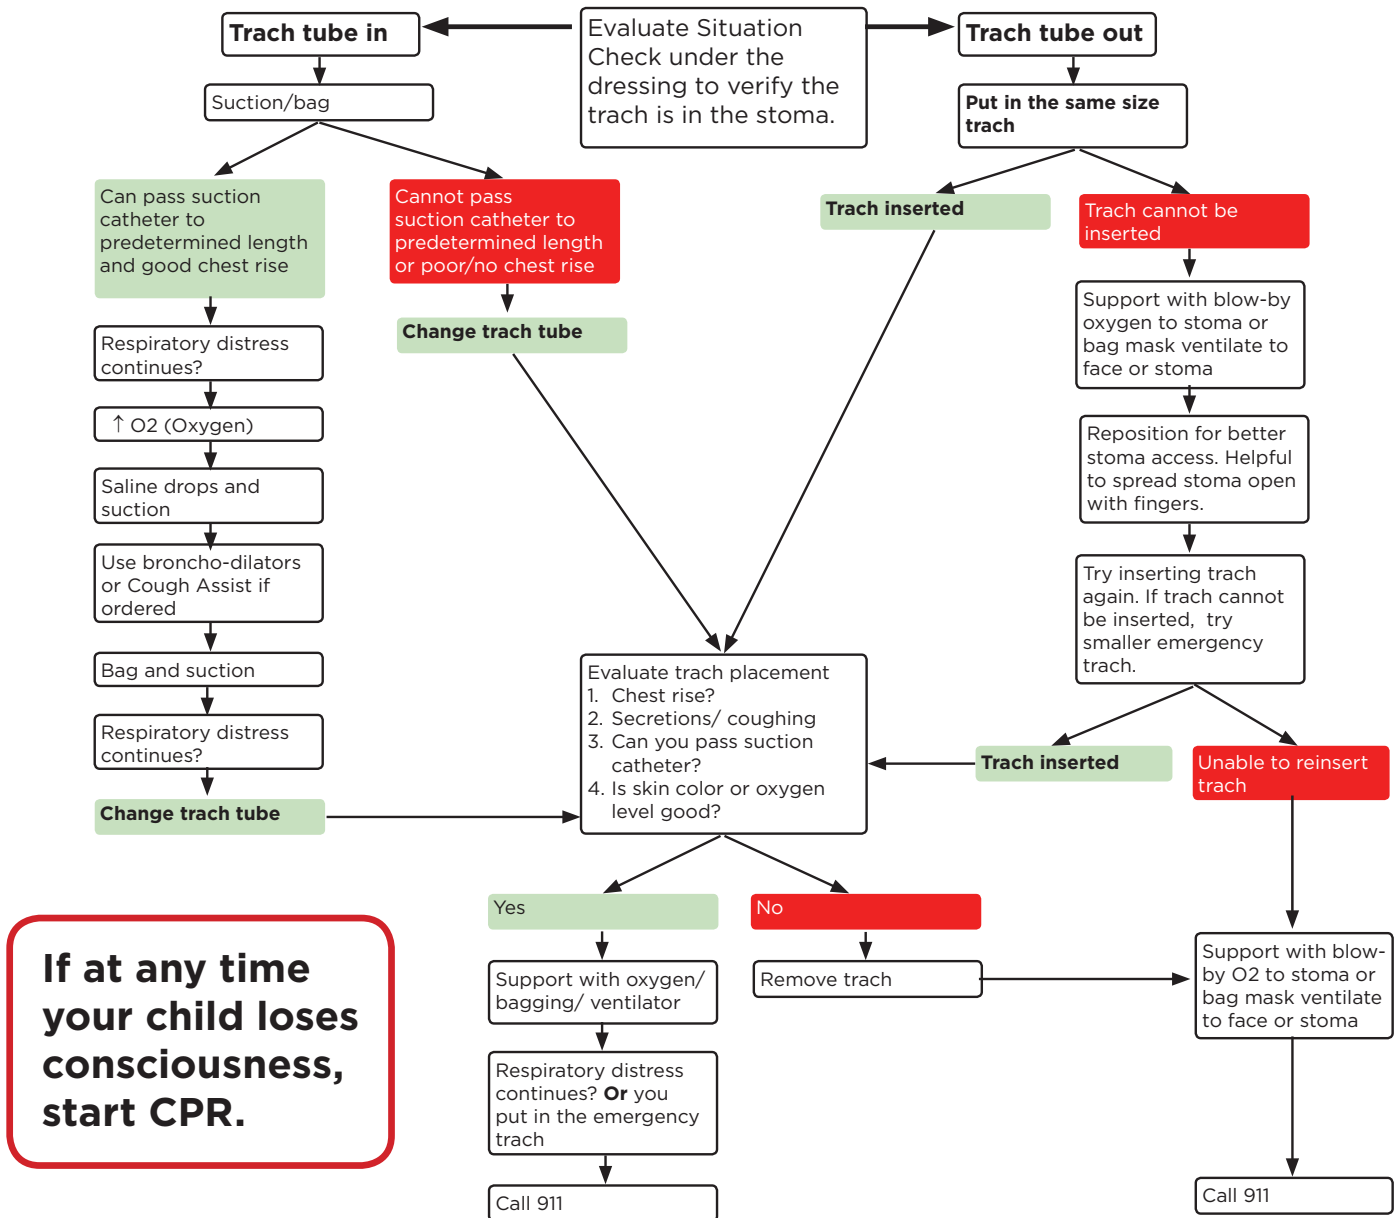 Evaluate Situation
Check under the
dressing to verify the
trach is in the stoma.
Trach tube in
Suction/bag
Can pass suction
catheter to
predetermined length
and good chest rise
Respiratory distress
continues?
↑ O2 (Oxygen)
Saline drops and
suction
Use broncho-dilators
or Cough Assist if
ordered
Bag and suction
Respiratory distress
continues?
Change trach tube
Cannot pass
suction catheter to
predetermined length
or poor/no chest rise
Change trach tube
Trach tube out
Put in the same size
trach
Trach inserted
Trach cannot be
inserted
Support with blow-by
oxygen to stoma or
bag mask ventilate to
face or stoma
Reposition for better
stoma access. Helpful
to spread stoma open
with fingers.
Try inserting trach
again. If trach cannot
be inserted, try
smaller emergency
trach.
Trach inserted
Unable to reinsert
trach
Evaluate trach placement
1. Chest rise?
2. Secretions/ coughing
3. Can you pass suction
catheter?
4. Is skin color or oxygen
level good?
Yes
Support with oxygen/
bagging/ ventilator
Respiratory distress
continues? Or you
put in the emergency
trach
Call 911
No
Remove trach
Support with blow-
by O2 to stoma or
bag mask ventilate
to face or stoma
Call 911
If at any time
your child loses
consciousness,
start CPR.